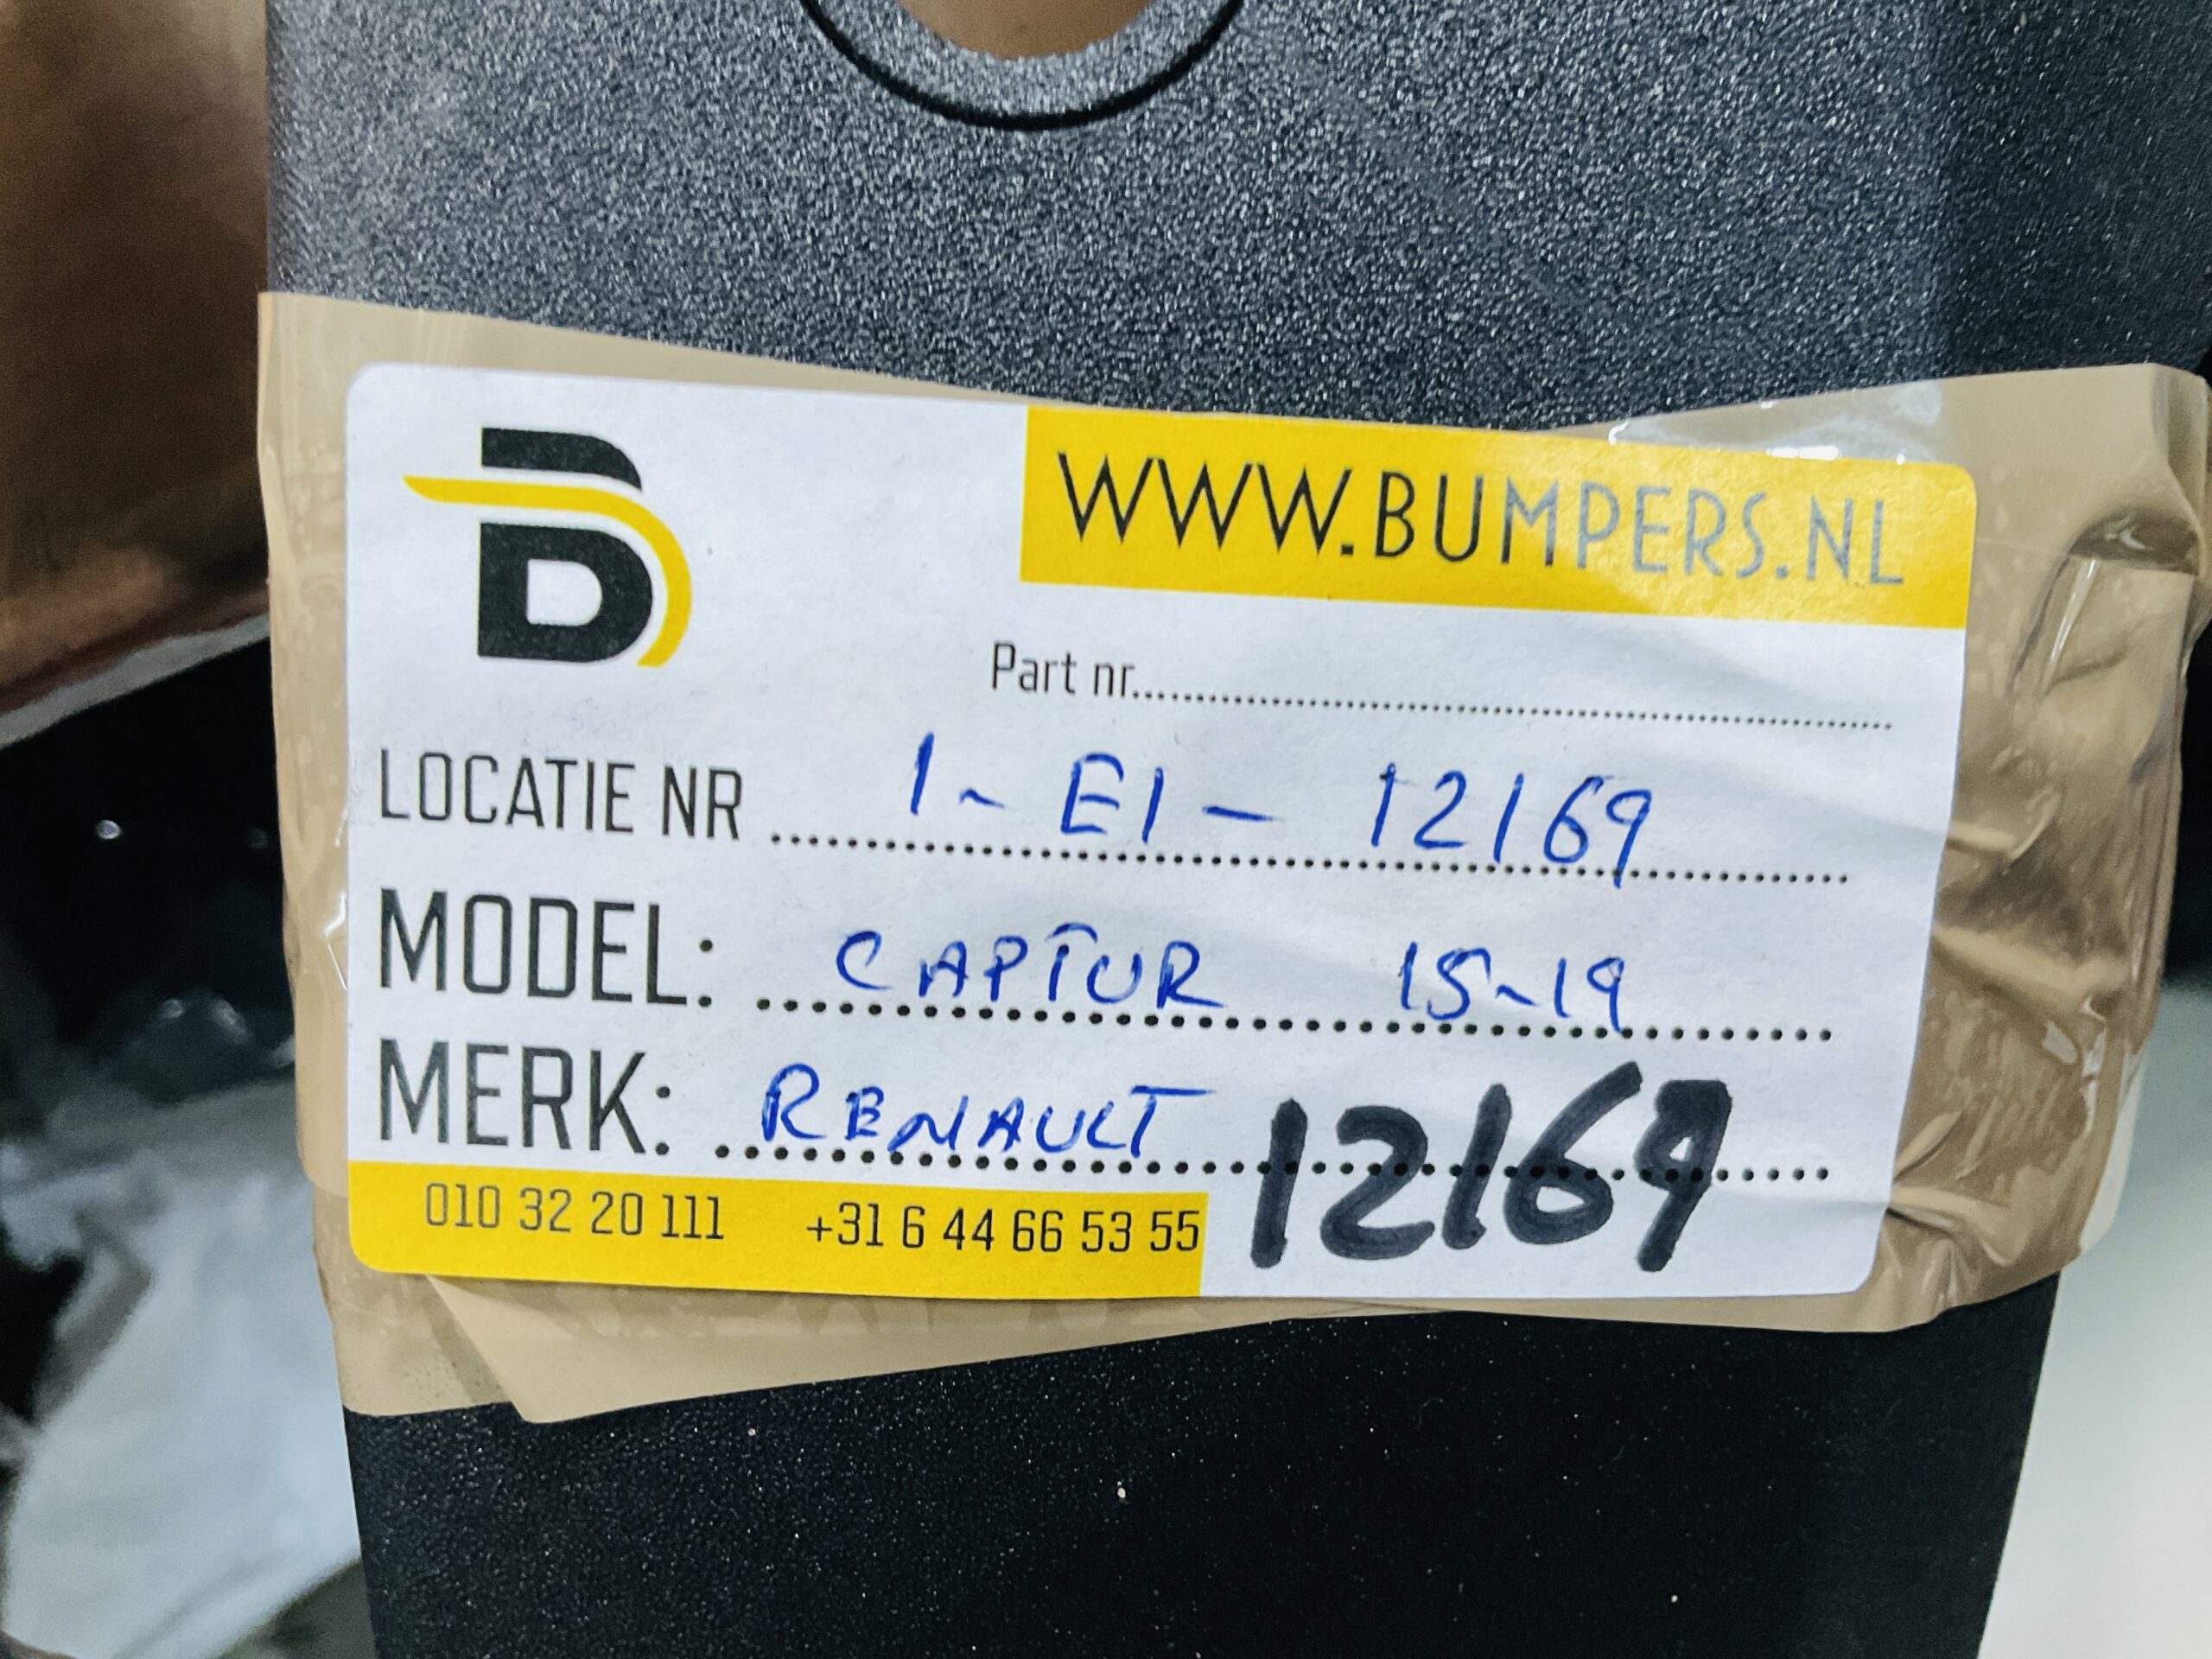 B
WWW.BUMPERS.NL
Part nr....................
LOCATIE NR .................... 1 - E1 - 12169
MODEL: .................... CAPTUR 15-19
MERK: .................... RENAULT
12169
010 32 20 111 +31 6 44 66 53 55